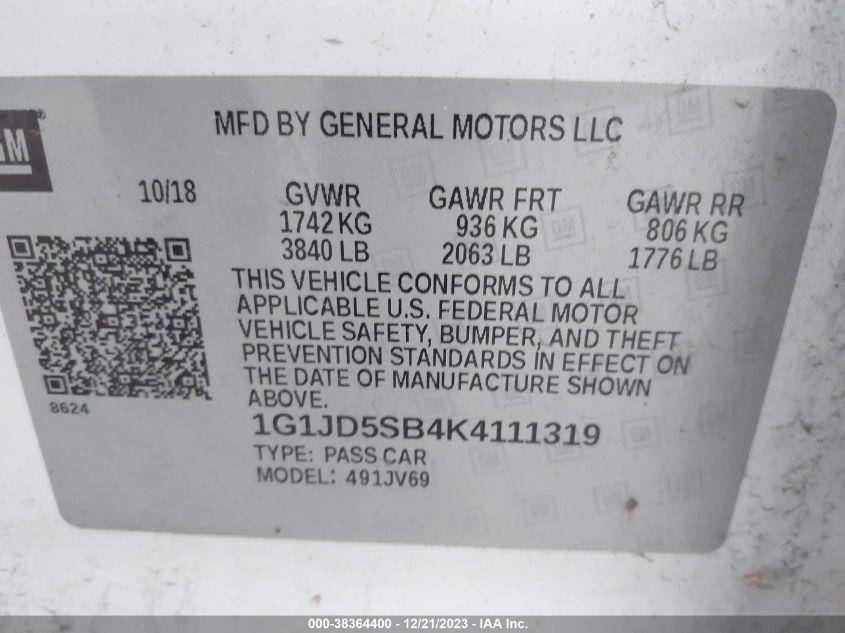 GM
MFD BY GENERAL MOTORS LLC
10/18 GVWR GAWR FRT GAWR RR
1742 KG 936 KG 806 KG
3840 LB 2063 LB 1776 LB
THIS VEHICLE CONFORMS TO ALL
APPLICABLE U.S. FEDERAL MOTOR
VEHICLE SAFETY, BUMPER, AND THEFT
PREVENTION STANDARDS IN EFFECT ON
THE DATE OF MANUFACTURE SHOWN
ABOVE.
8624
1G1JD5SB4K4111319
TYPE: PASS CAR
MODEL: 491JV69
000-38364400 - 12/21/2023 - IAA Inc.